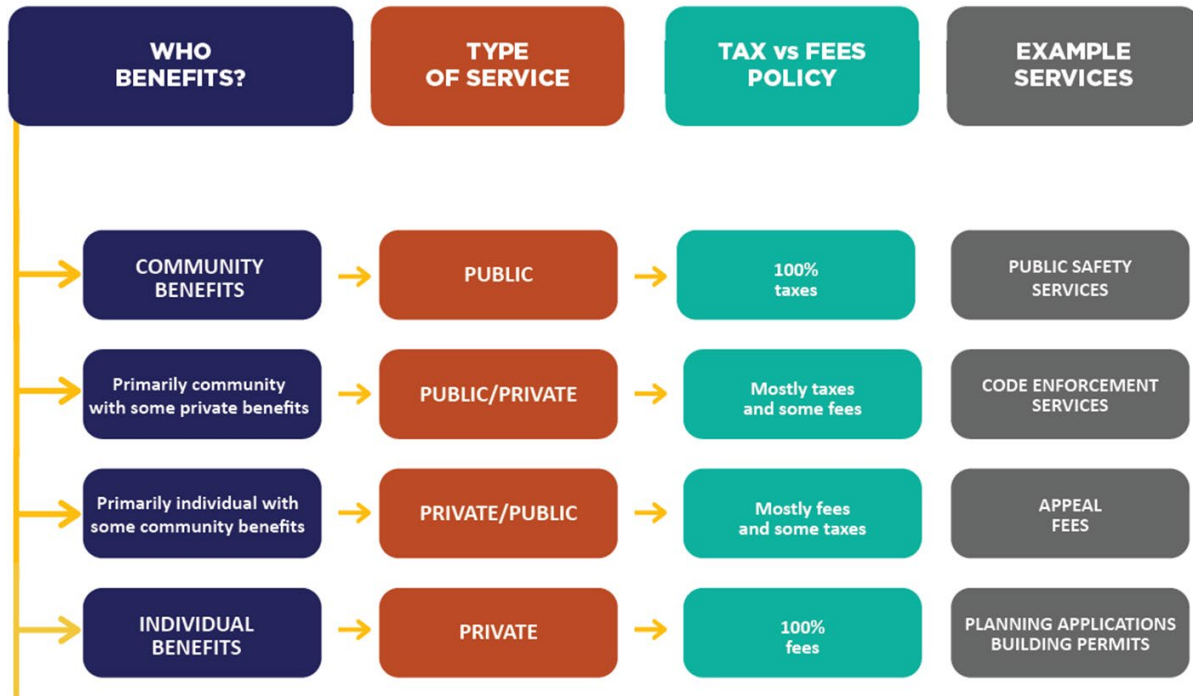 WHO
BENEFITS?
TYPE
OF SERVICE
TAX vs FEES
POLICY
EXAMPLE
SERVICES
COMMUNITY
BENEFITS
PUBLIC
100%
taxes
PUBLIC SAFETY
SERVICES
Primarily community
with some private benefits
PUBLIC/PRIVATE
Mostly taxes
and some fees
CODE ENFORCEMENT
SERVICES
Primarily individual with
some community benefits
PRIVATE/PUBLIC
Mostly fees
and some taxes
APPEAL
FEES
INDIVIDUAL
BENEFITS
PRIVATE
100%
fees
PLANNING APPLICATIONS
BUILDING PERMITS